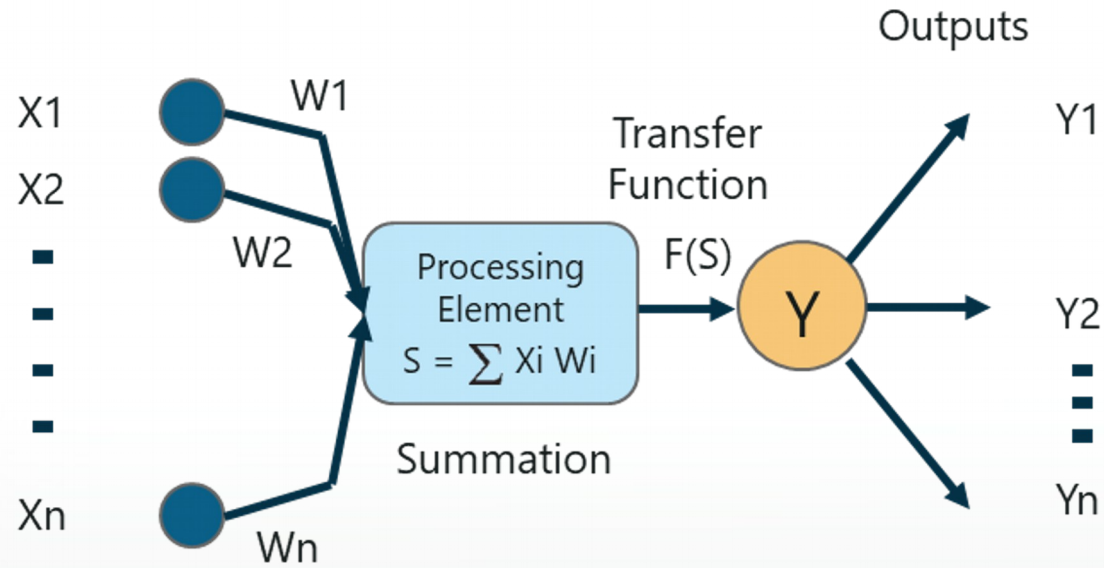 Outputs
X1
W1
Y1
Transfer
Function
X2
W2
F(S)
Processing
Element
S = ∑ Xi Wi
Y
Y2
Summation
Xn
Wn
Yn